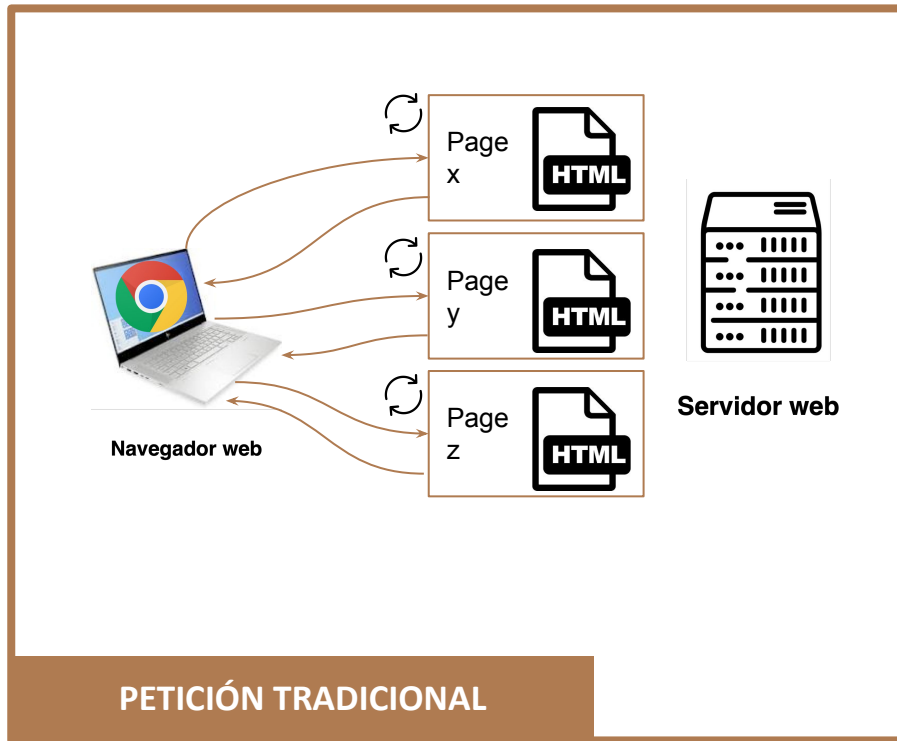 Page
x
HTML
Page
y
HTML
Page
z
HTML
Navegador web
Servidor web
PETICIÓN TRADICIONAL